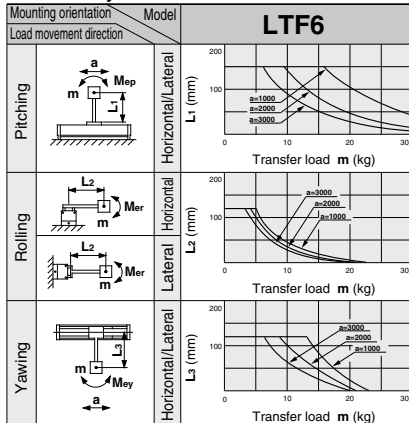 Mounting orientation
Model
Load movement direction
LTF6
Pitching
a
Mep
m
L1
Horizontal/Lateral
L1 (mm)
200
100
0
a=1000
a=2000
a=3000
10
20
30
Transfer load m (kg)
Rolling
L2
Mer
m
Horizontal
L2
Mer
m
Lateral
L2 (mm)
200
100
0
a=3000
a=2000
a=1000
10
20
30
Transfer load m (kg)
Yawing
L3
m
Mey
a
Horizontal/Lateral
L3 (mm)
200
100
0
a=3000
a=2000
a=1000
10
20
30
Transfer load m (kg)